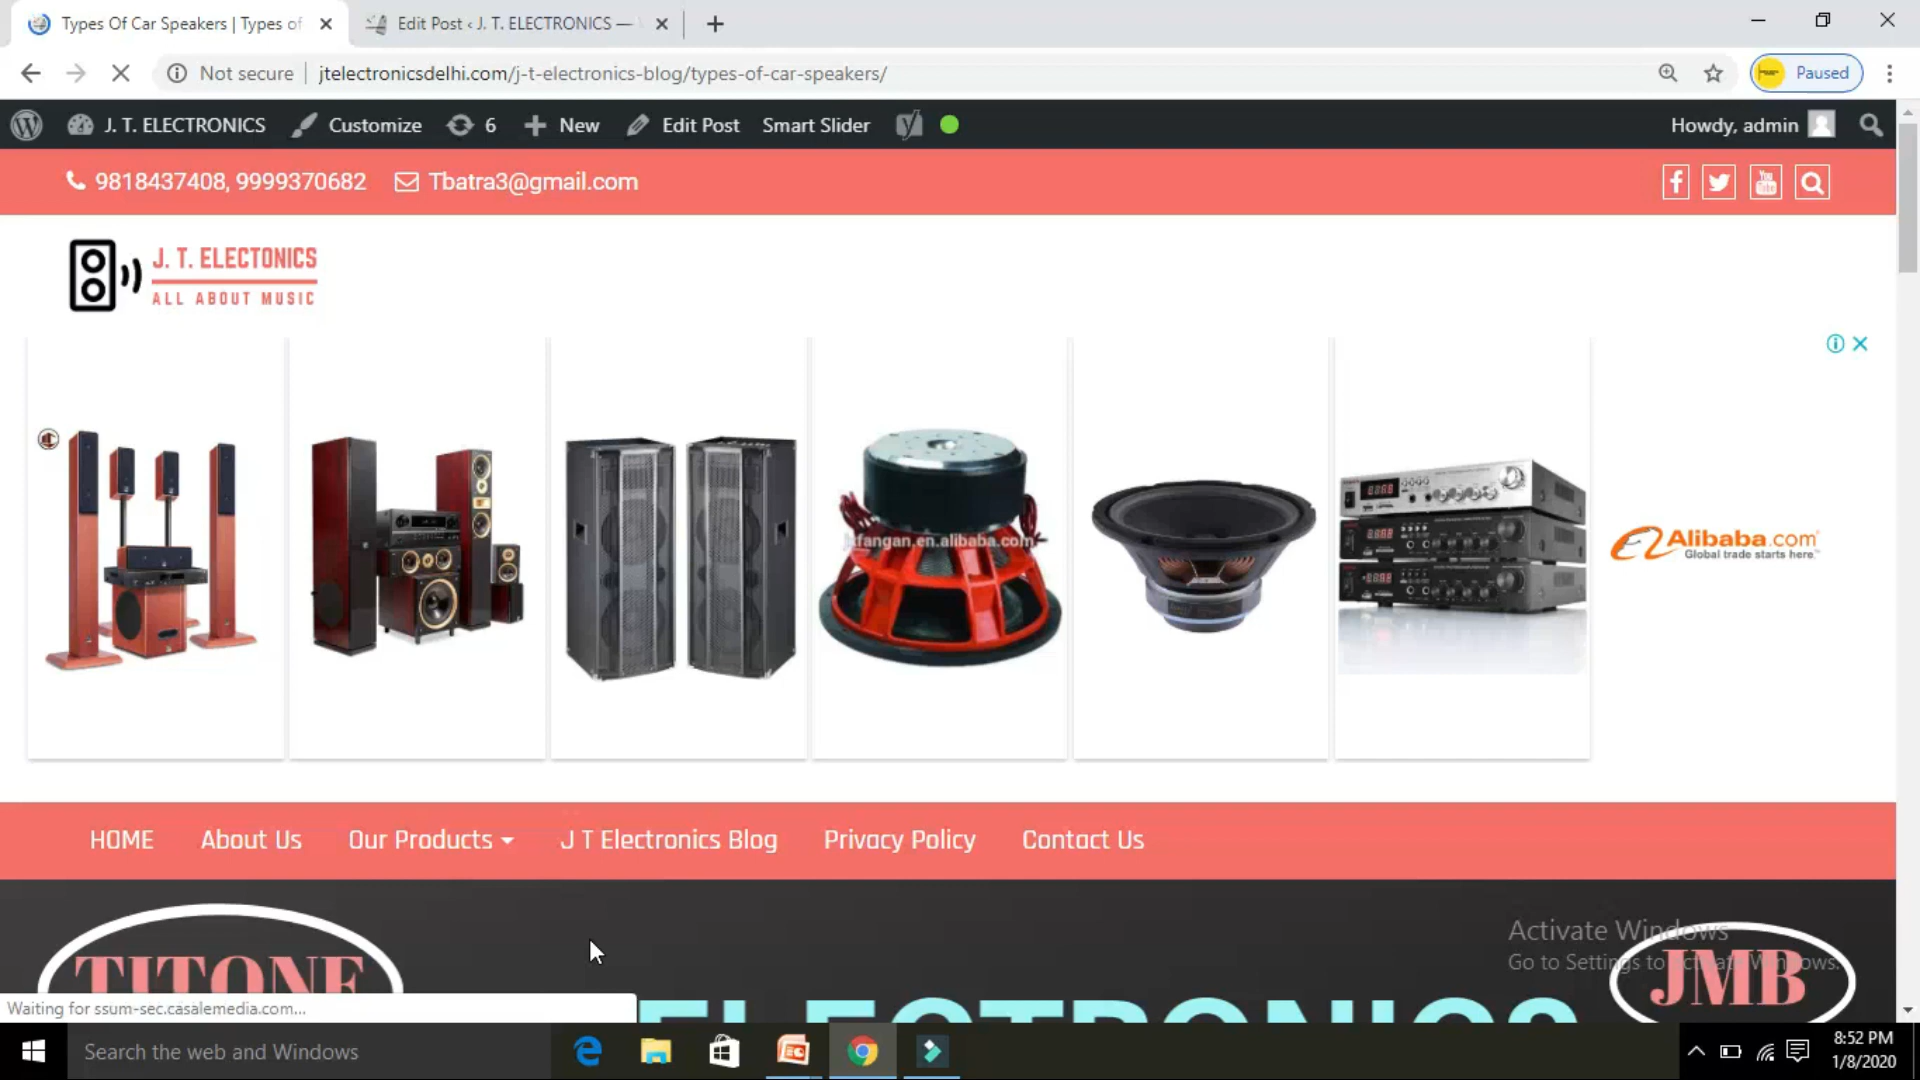 Types Of Car Speakers | Types of
Edit Post ‹ J. T. ELECTRONICS —
Not secure
jtelectronicsdelhi.com/j-t-electronics-blog/types-of-car-speakers/
Paused
J. T. ELECTRONICS
Customize
6
New
Edit Post
Smart Slider
Howdy, admin
9818437408, 9999370682
Tbatra3@gmail.com
You
Tube
J. T. ELECTONICS
ALL ABOUT MUSIC
jxfangan.en.alibaba.com
Alibaba.com
Global trade starts here.™
HOME
About Us
Our Products
J T Electronics Blog
Privacy Policy
Contact Us
TITONE
ELECTRONICS
JMB
Activate Windows
Go to Settings to activate Windows.
Waiting for ssum-sec.casalemedia.com...
Search the web and Windows
8:52 PM
1/8/2020